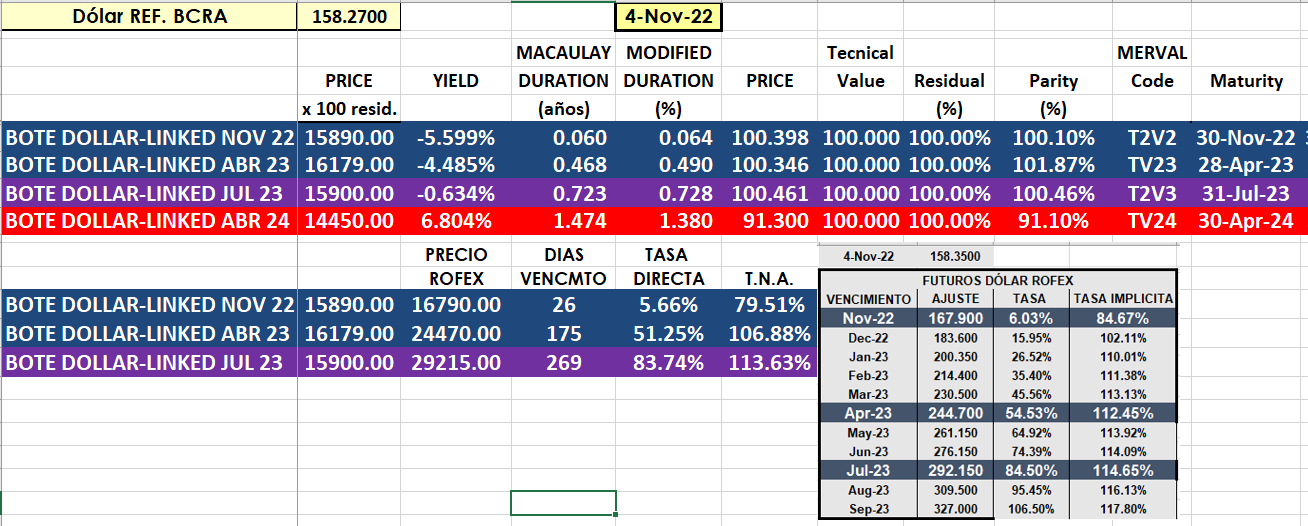 Dólar REF. BCRA 158.2700 4-Nov-22
MACAULAY MODIFIED Tecnical MERVAL
PRICE YIELD DURATION DURATION PRICE Value Residual Parity Code Maturity
x 100 resid. (años) (%) (%) (%)
BOTE DOLLAR-LINKED NOV 22 15890.00 -5.599% 0.060 0.064 100.398 100.000 100.00% 100.10% T2V2 30-Nov-22
BOTE DOLLAR-LINKED ABR 23 16179.00 -4.485% 0.468 0.490 100.346 100.000 100.00% 101.87% TV23 28-Apr-23
BOTE DOLLAR-LINKED JUL 23 15900.00 -0.634% 0.723 0.728 100.461 100.000 100.00% 100.46% T2V3 31-Jul-23
BOTE DOLLAR-LINKED ABR 24 14450.00 6.804% 1.474 1.380 91.300 100.000 100.00% 91.10% TV24 30-Apr-24
PRECIO DIAS TASA
ROFEX VENCMTO DIRECTA T.N.A.
BOTE DOLLAR-LINKED NOV 22 15890.00 16790.00 26 5.66% 79.51%
BOTE DOLLAR-LINKED ABR 23 16179.00 24470.00 175 51.25% 106.88%
BOTE DOLLAR-LINKED JUL 23 15900.00 29215.00 269 83.74% 113.63%
4-Nov-22 158.3500
FUTUROS DÓLAR ROFEX
VENCIMIENTO AJUSTE TASA TASA IMPLICITA
Nov-22 167.900 6.03% 84.67%
Dec-22 183.600 15.95% 102.11%
Jan-23 200.350 26.52% 110.01%
Feb-23 214.400 35.40% 111.38%
Mar-23 230.500 45.56% 113.13%
Apr-23 244.700 54.53% 112.45%
May-23 261.150 64.92% 113.92%
Jun-23 276.150 74.39% 114.09%
Jul-23 292.150 84.50% 114.65%
Aug-23 309.500 95.45% 116.13%
Sep-23 327.000 106.50% 117.80%